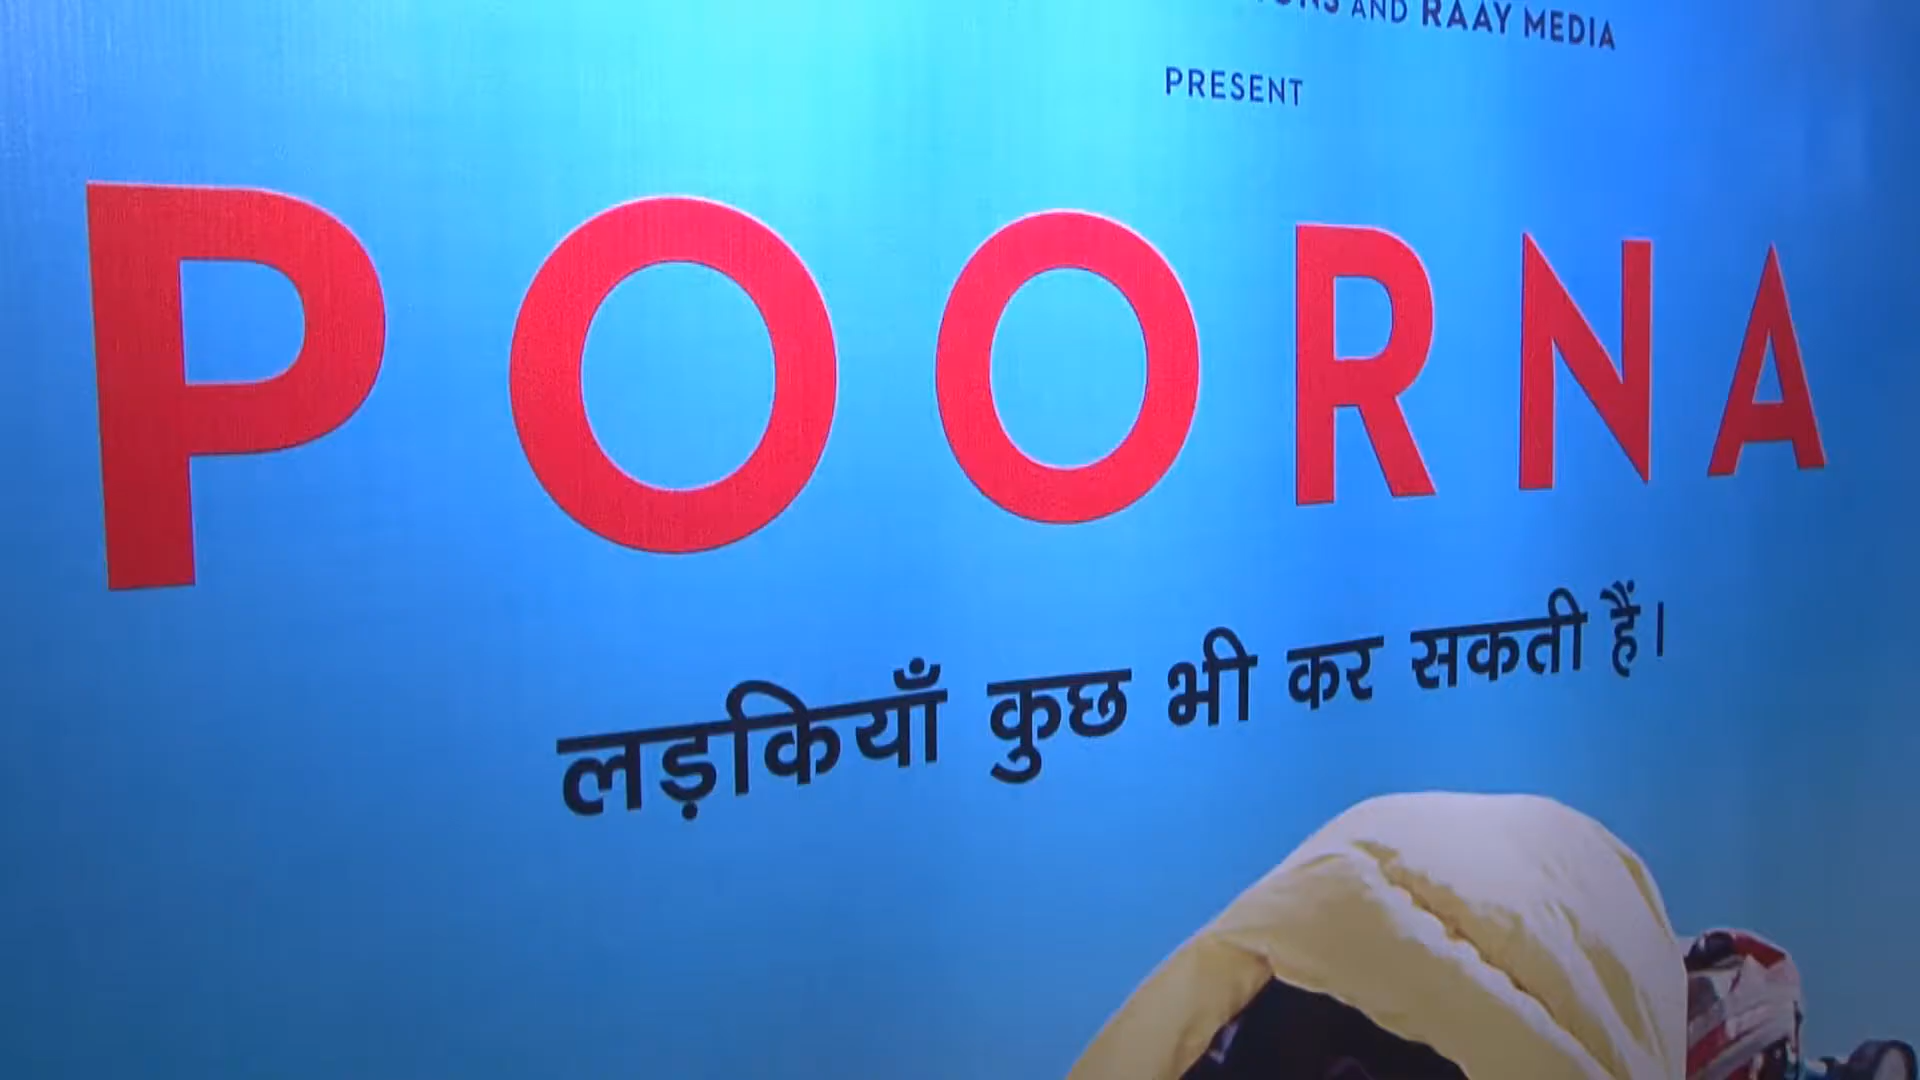 AND RAAY MEDIA
PRESENT
POORNA
लड़कियाँ कुछ भी कर सकती हैं।